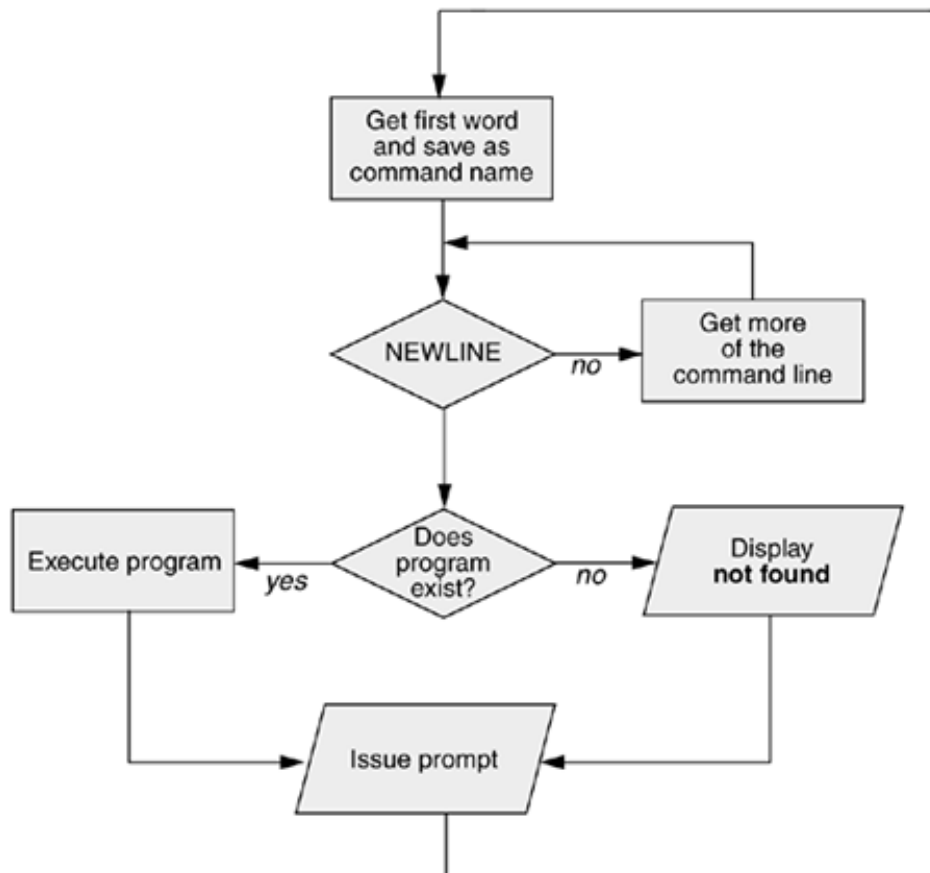 Get first word
and save as
command name
NEWLINE
no
Get more
of the
command line
Execute program
yes
Does
program
exist?
no
Display
not found
Issue prompt